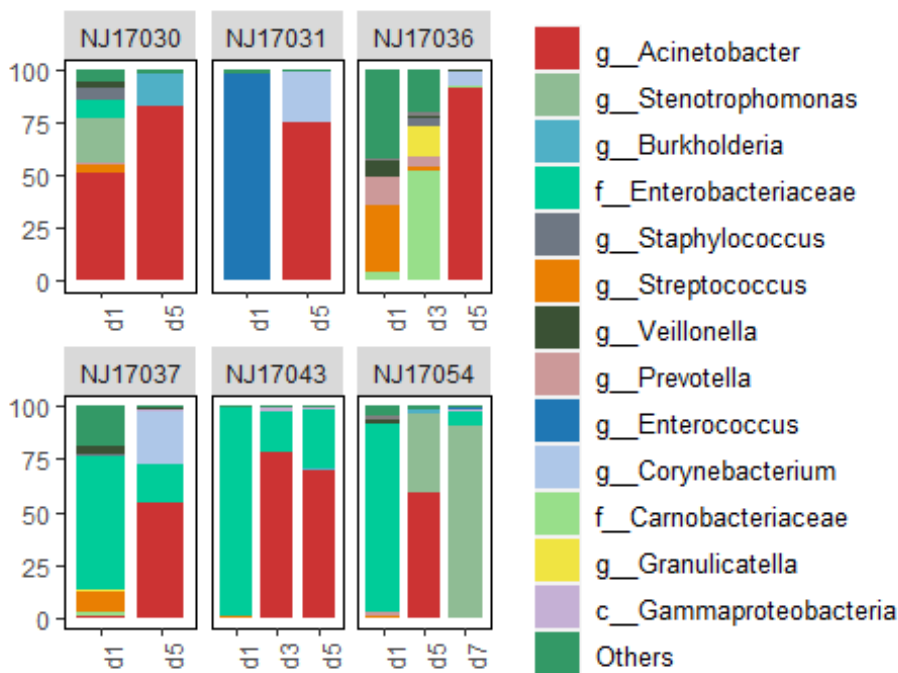 NJ17030 NJ17031 NJ17036
100
75
50
25
0
d1 d5 d1 d5 d1 d3 d5
NJ17037 NJ17043 NJ17054
100
75
50
25
0
d1 d5 d1 d3 d5 d1 d5 d7
g__Acinetobacter
g__Stenotrophomonas
g__Burkholderia
f__Enterobacteriaceae
g__Staphylococcus
g__Streptococcus
g__Veillonella
g__Prevotella
g__Enterococcus
g__Corynebacterium
f__Carnobacteriaceae
g__Granulicatella
c__Gammaproteobacteria
Others